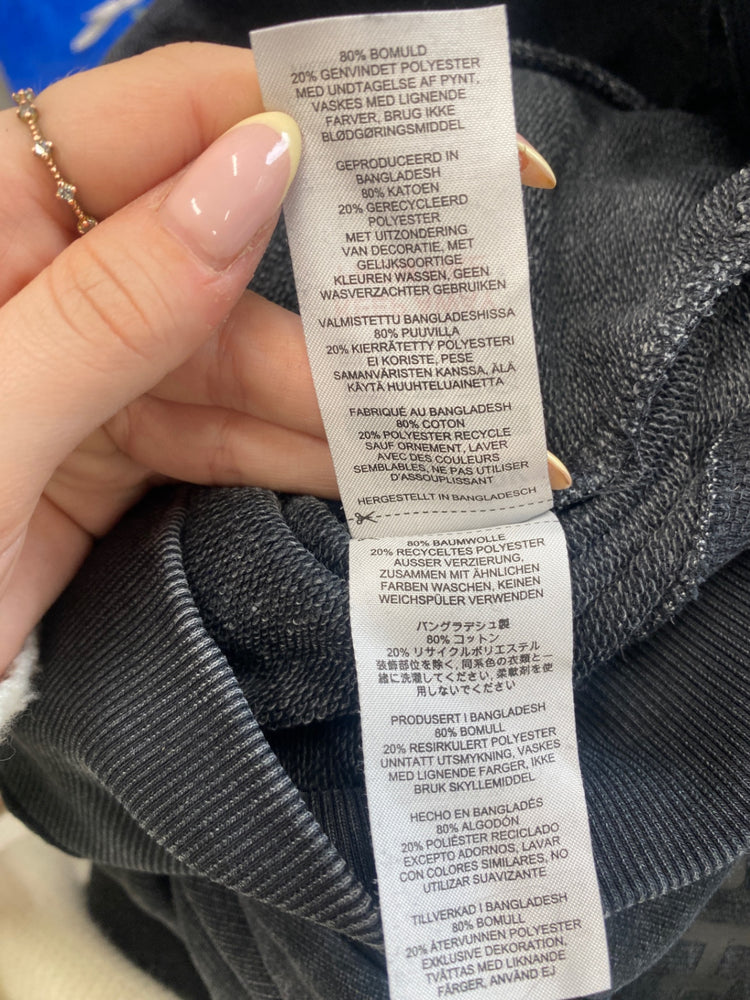 80% BOMULD
20% GENVINDET POLYESTER
MED UNDTAGELSE AF PYNT,
VASKES MED LIGNENDE
FARVER, BRUG IKKE
BLØDGØRINGSMIDDEL
GEPRODUCEERD IN
BANGLADESH
80% KATOEN
20% GERECYCLEERD
POLYESTER
MET UITZONDERING
VAN DECORATIE, MET
GELIJKSOORTIGE
KLEUREN WASSEN, GEEN
WASVERZACHTER GEBRUIKEN
VALMISTETTU BANGLADESHISSA
80% PUUVILLA
20% KIERRÄTETTY POLYESTERI
EI KORISTE, PESE
SAMANVÄRISTEN KANSSA, ÄLÄ
KÄYTÄ HUUHTELUAINETTA
FABRIQUÉ AU BANGLADESH
80% COTON
20% POLYESTER RECYCLE
SAUF ORNEMENT, LAVER
AVEC DES COULEURS
SEMBLABLES, NE PAS UTILISER
D'ASSOUPLISSANT
HERGESTELLT IN BANGLADESCH
80% BAUMWOLLE
20% RECYCELTES POLYESTER
AUSSER VERZIERUNG,
ZUSAMMEN MIT ÄHNLICHEN
FARBEN WASCHEN, KEINEN
WEICHSPÜLER VERWENDEN
バングラデシュ製
80% コットン
20% リサイクルポリエステル
装飾部位を除く, 同系色の衣類と一
緒に洗濯してください, 柔軟剤を使
用しないでください
PRODUSERT I BANGLADESH
80% BOMULL
20% RESIRKULERT POLYESTER
UNNTATT UTSMYKNING, VASKES
MED LIGNENDE FARGER, IKKE
BRUK SKYLLEMIDDEL
HECHO EN BANGLADÉS
80% ALGODÓN
20% POLIÉSTER RECICLADO
EXCEPTO ADORNOS, LAVAR
CON COLORES SIMILARES, NO
UTILIZAR SUAVIZANTE
TILLVERKAD I BANGLADESH
80% BOMULL
20% ÅTERVUNNEN POLYESTER
EXKLUSIVE DEKORATION,
TVÄTTAS MED LIKNANDE
FÄRGER, ANVÄND EJ